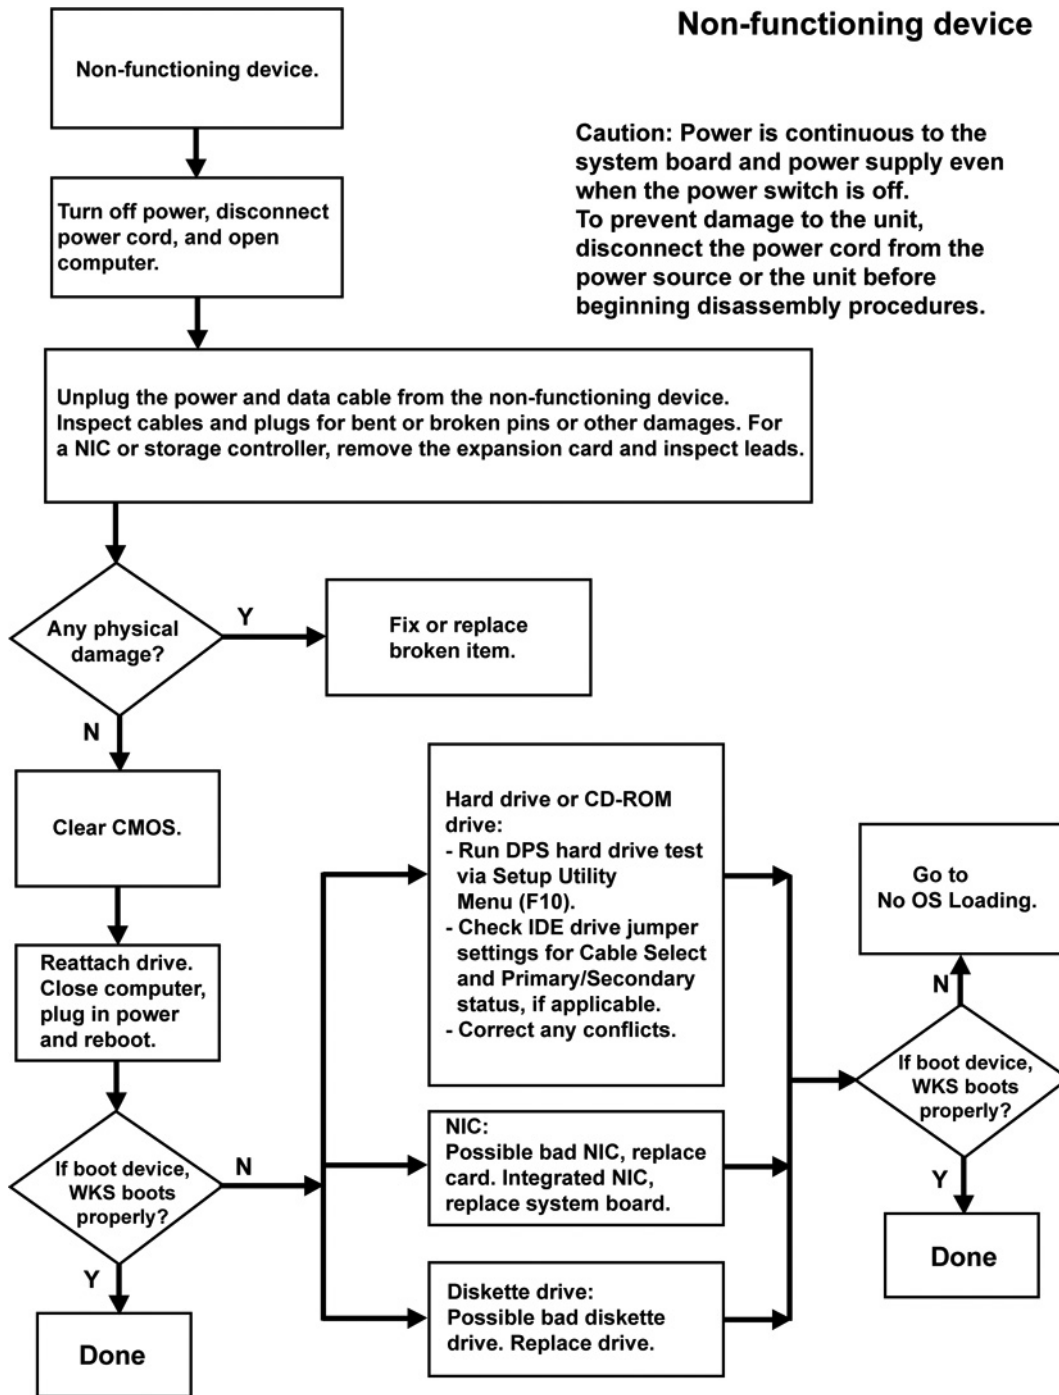 Non-functioning device
Non-functioning device.
Caution: Power is continuous to the
system board and power supply even
when the power switch is off.
To prevent damage to the unit,
disconnect the power cord from the
power source or the unit before
beginning disassembly procedures.
Turn off power, disconnect
power cord, and open
computer.
Unplug the power and data cable from the non-functioning device.
Inspect cables and plugs for bent or broken pins or other damages. For
a NIC or storage controller, remove the expansion card and inspect leads.
Any physical
damage?
Y
Fix or replace
broken item.
N
Clear CMOS.
Reattach drive.
Close computer,
plug in power
and reboot.
If boot device,
WKS boots
properly?
N
Y
Done
Hard drive or CD-ROM
drive:
- Run DPS hard drive test
via Setup Utility
Menu (F10).
- Check IDE drive jumper
settings for Cable Select
and Primary/Secondary
status, if applicable.
- Correct any conflicts.
NIC:
Possible bad NIC, replace
card. Integrated NIC,
replace system board.
Diskette drive:
Possible bad diskette
drive. Replace drive.
Go to
No OS Loading.
N
If boot device,
WKS boots
properly?
Y
Done